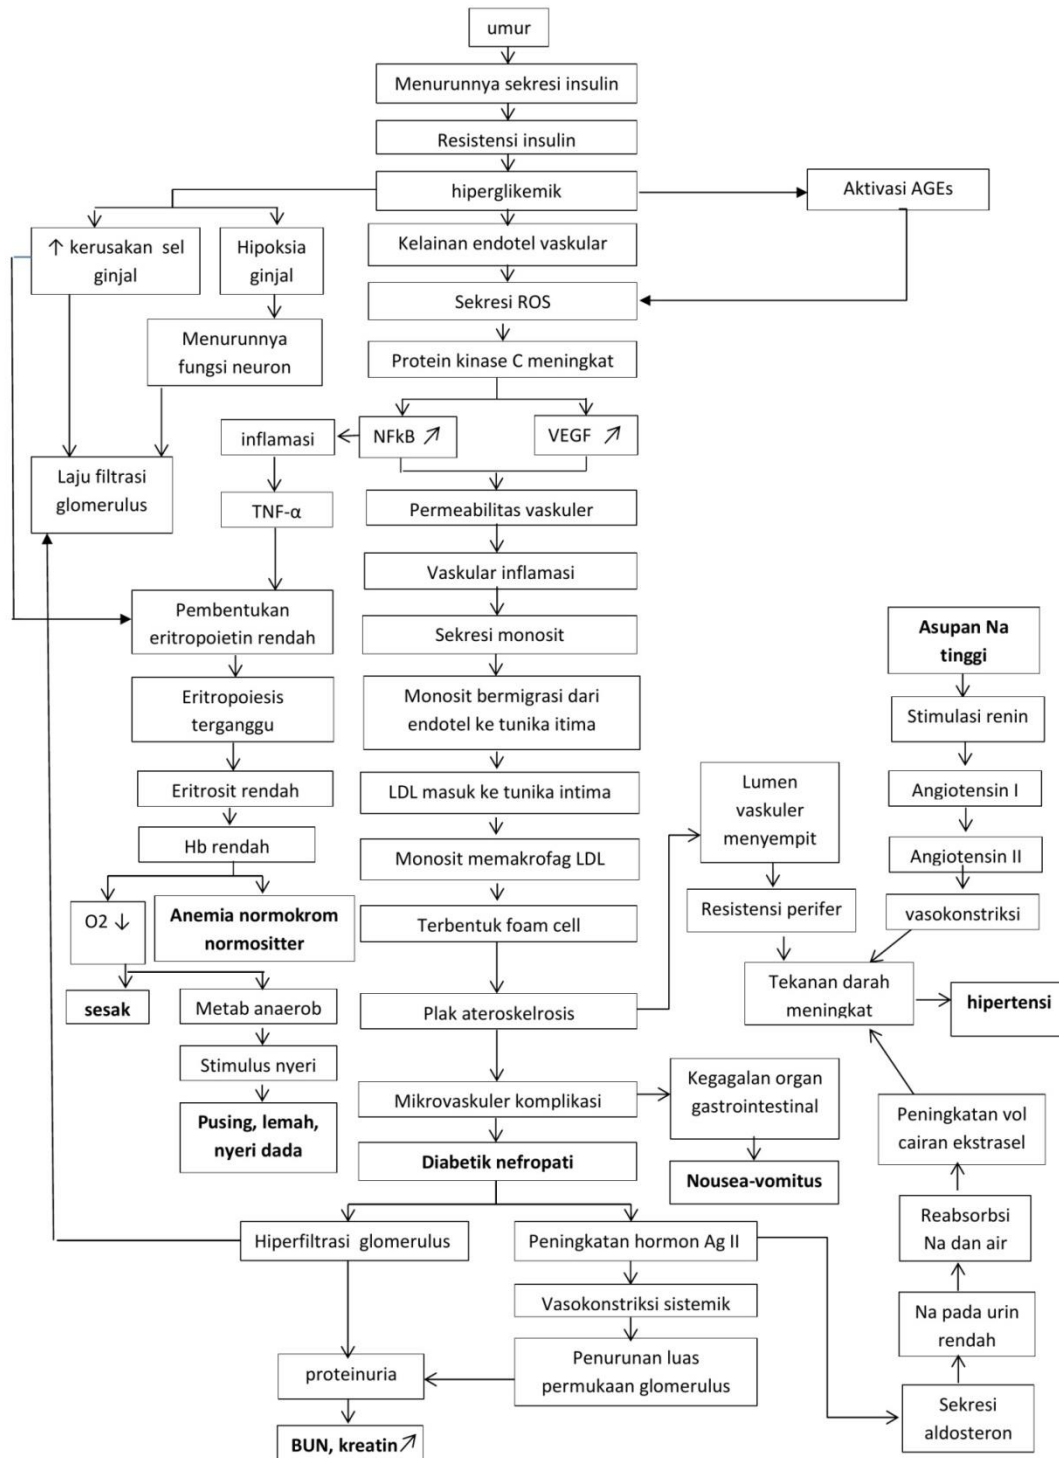 umur
Menurunnya sekresi insulin
Resistensi insulin
hiperglikemik
Aktivasi AGEs
↑ kerusakan sel
ginjal
Hipoksia
ginjal
Kelainan endotel vaskular
Sekresi ROS
Menurunnya
fungsi neuron
Protein kinase C meningkat
inflamasi
NFkB ↗
VEGF ↗
Laju filtrasi
glomerulus
TNF-α
Permeabilitas vaskuler
Vaskular inflamasi
Pembentukan
eritropoietin rendah
Sekresi monosit
Asupan Na
tinggi
Eritropoiesis
terganggu
Monosit bermigrasi dari
endotel ke tunika itima
Stimulasi renin
Eritrosit rendah
LDL masuk ke tunika intima
Lumen
vaskuler
menyempit
Angiotensin I
Hb rendah
Monosit memakrofag LDL
Angiotensin II
O2 ↓
Anemia normokrom
normositter
Terbentuk foam cell
Resistensi perifer
vasokonstriksi
sesak
Metab anaerob
Plak ateroskelrosis
Tekanan darah
meningkat
hipertensi
Stimulus nyeri
Mikrovaskuler komplikasi
Kegagalan organ
gastrointestinal
Peningkatan vol
cairan ekstrasel
Pusing, lemah,
nyeri dada
Diabetik nefropati
Nousea-vomitus
Hiperfiltrasi glomerulus
Peningkatan hormon Ag II
Reabsorbsi
Na dan air
Vasokonstriksi sistemik
Na pada urin
rendah
proteinuria
Penurunan luas
permukaan glomerulus
Sekresi
aldosteron
BUN, kreatin↗